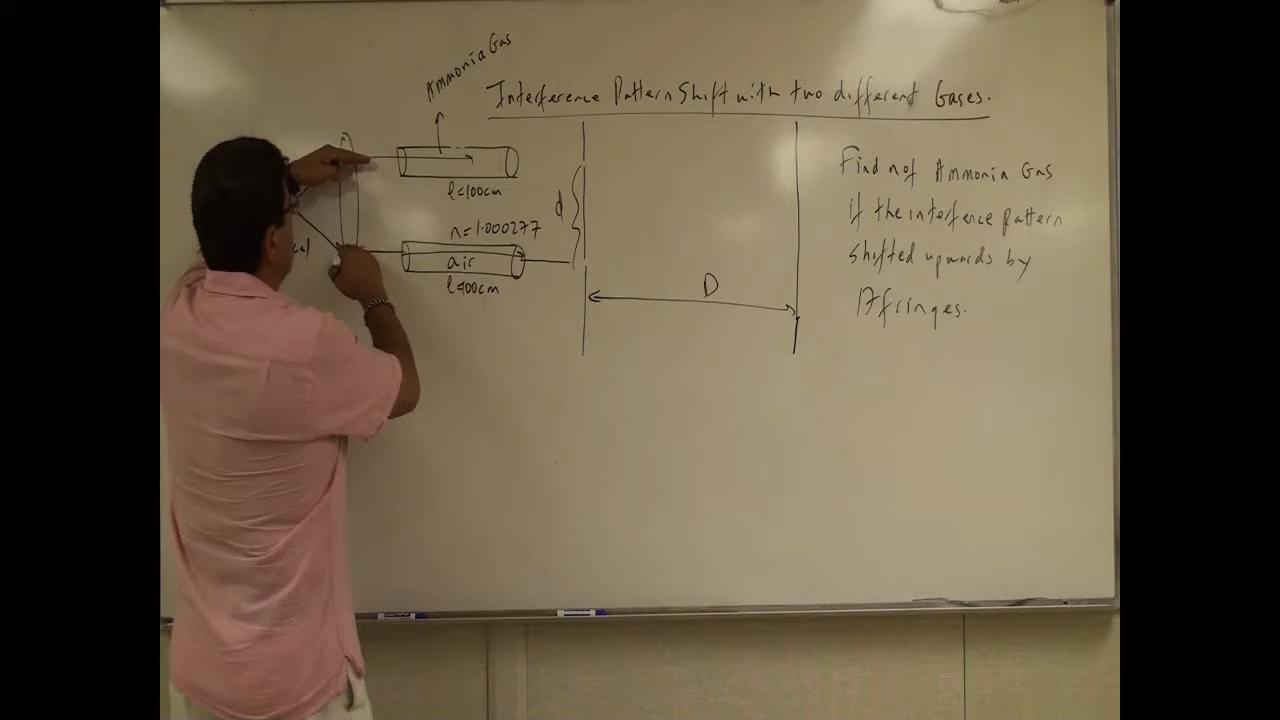 Interference Pattern Shift with two different Gases.
Ammonia Gas
l=100cm
n=1.000277
air
l=100cm
d
D
Find n of Ammonia Gas
if the interfence pattern
shifted upwards by
17 fringes.